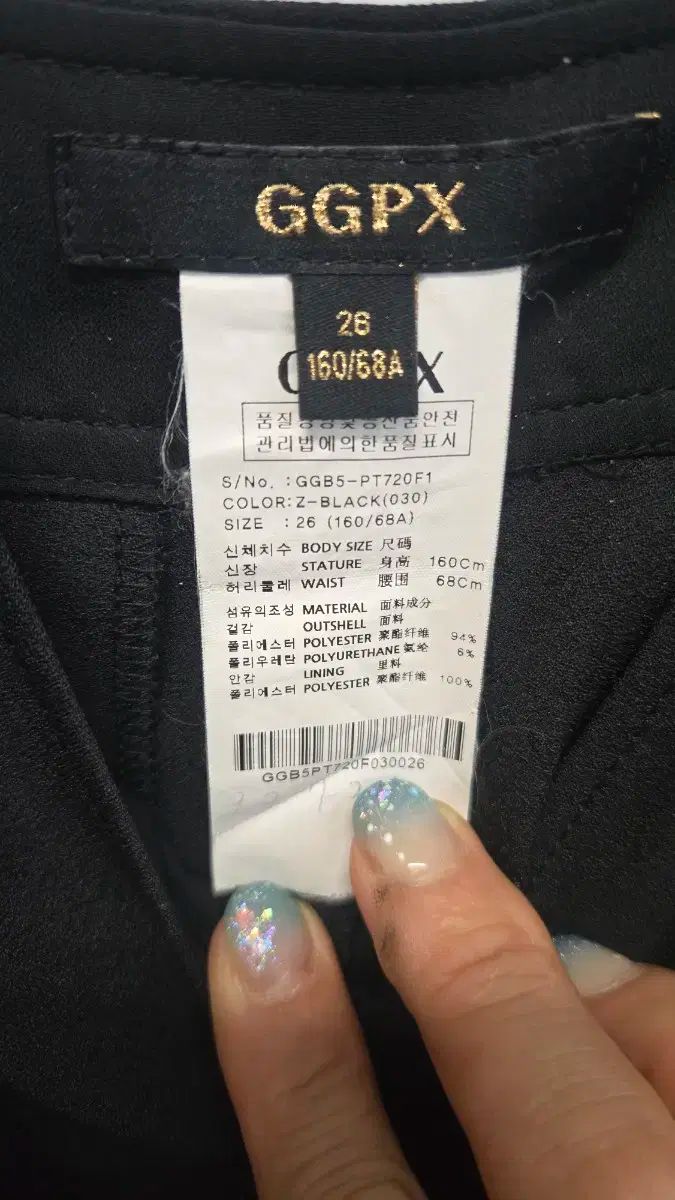 GGPX
26
160/68A
X
품질
안전
관리법에의한품질표시
S/No. :GGB5-PT720F1
COLOR:Z-BLACK(030)
SIZE : 26 (160/68A)
신체치수 BODY SIZE 尺碼
신장 STATURE 身高 160Cm
허리둘레 WAIST 腰围 68Cm
섬유의조성 MATERIAL 面料成分
겉감 OUTSHELL 面料
폴리에스터 POLYESTER 聚酯纤维 94%
폴리우레탄 POLYURETHANE 氨纶 6%
안감 LINING 里料
폴리에스터 POLYESTER 聚酯纤维 100%
GGB5PT720F030026